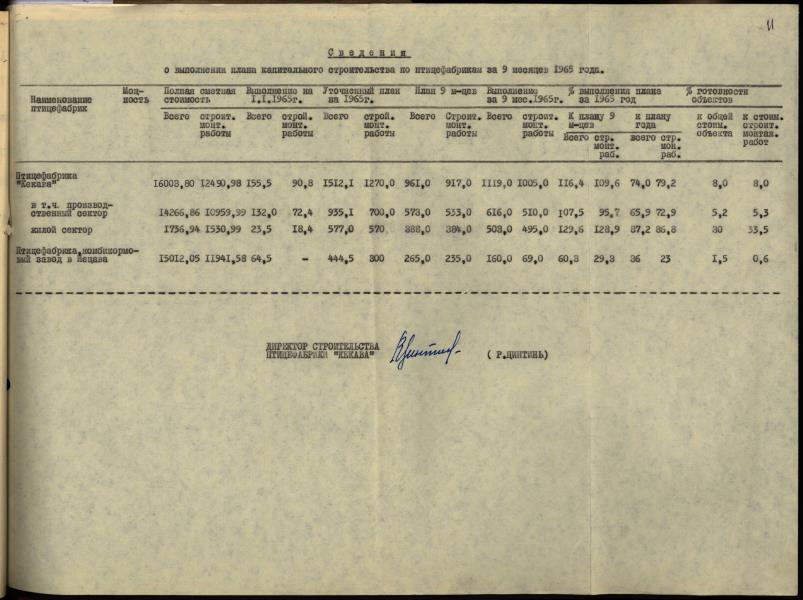 11
Сведения
о выполнении плана капитального строительства по птицефабрикам за 9 месяцев 1965 года.
Наименование птицефабрик Мощ-ность Полная сметная стоимость Выполнение на 1.1.1965г. Уточненный план на 1965г. План 9 м-цев Выполнение за 9 мес.1965г. % выполнения плана за 1965 год % готовности объектов
К плану 9 м-цев к плану года
Всего строит. монт. работы Всего строй. монт. работы Всего строй. монт. работы Всего Строит. монт. работы Всего строит. монт. работы Всего стр. монт. раб. всего стр. мон. раб. к общей стоим. объекта к стоим. строит. монтаж. работ
Птицефабрика
"Кекава" 16003,80 12490,98 155,5 90,8 1512,1 1270,0 961,0 917,0 1119,0 1005,0 116,4 109,6 74,0 79,2 8,0 8,0
в т.ч. производ-
ственный сектор 14266,86 10959,99 132,0 72,4 935,1 700,0 573,0 533,0 616,0 510,0 107,5 95,7 65,9 72,9 5,2 5,3
жилой сектор 1736,94 1530,99 23,5 18,4 577,0 570 388,0 384,0 503,0 495,0 129,6 128,9 87,2 86,8 30 33,5
Птицефабрика,комбикормо-
вый завод в Иецава 15012,05 11941,58 64,5 - 444,5 300 265,0 235,0 160,0 69,0 60,3 29,3 36 23 1,5 0,6
ДИРЕКТОР СТРОИТЕЛЬСТВА
ПТИЦЕФАБРИКИ "КЕКАВА" (Р.ЦИНТИНЬ)